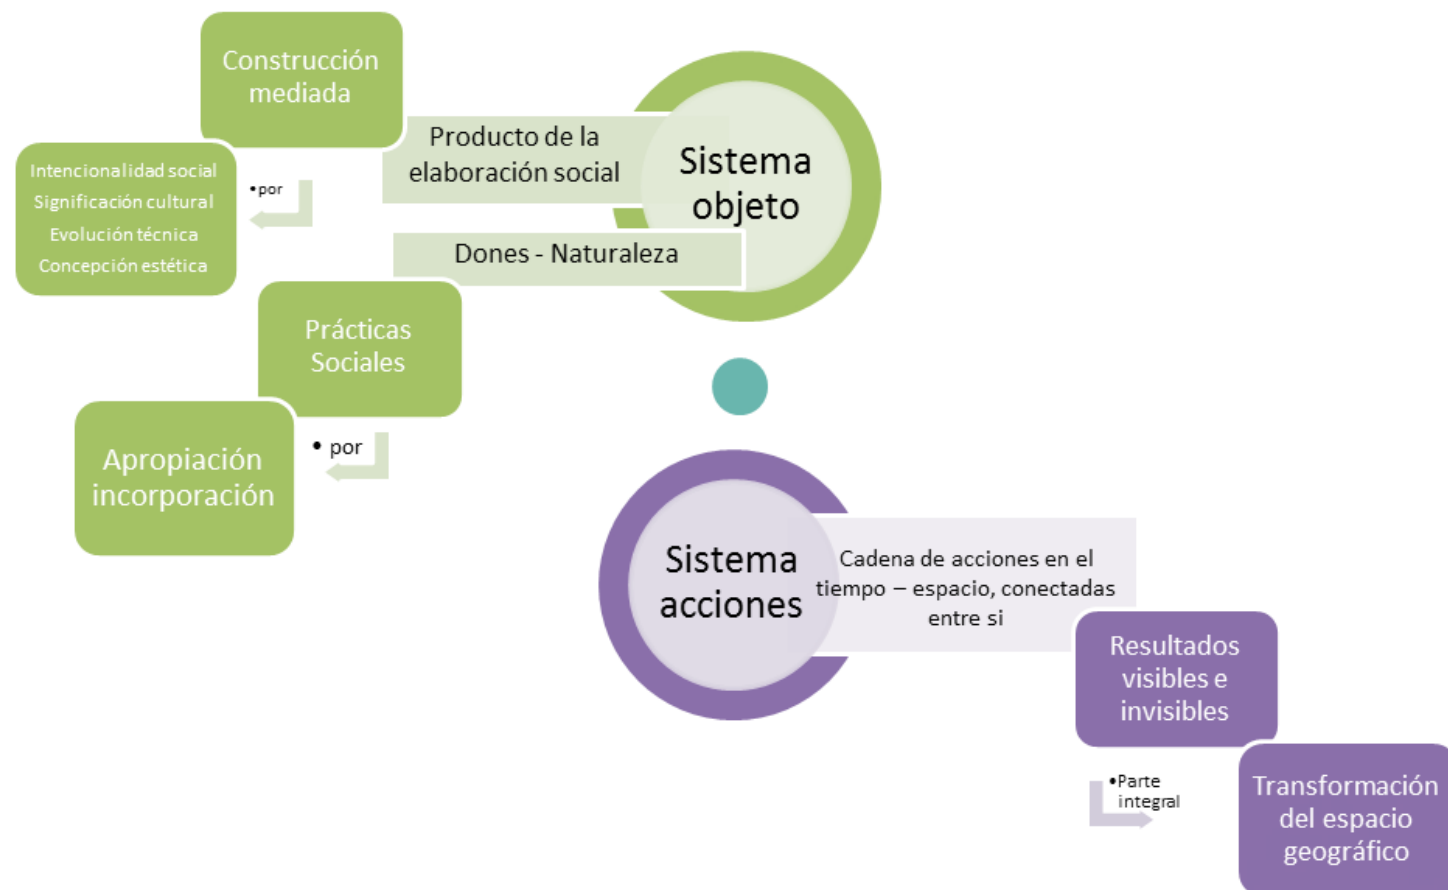 Construcción
mediada
Producto de la
elaboración social
Sistema
objeto
Intencionalidad social
Significación cultural
Evolución técnica
Concepción estética
•por
Dones - Naturaleza
Prácticas
Sociales
Apropiación
incorporación
• por
Sistema
acciones
Cadena de acciones en el
tiempo – espacio, conectadas
entre si
Resultados
visibles e
invisibles
•Parte
integral
Transformación
del espacio
geográfico